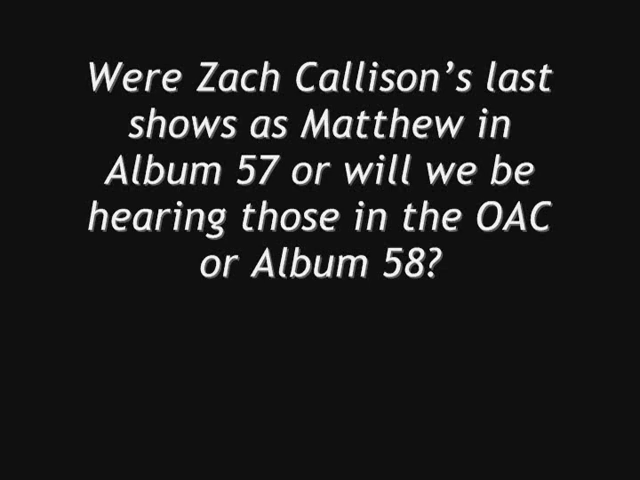 Were Zach Callison’s last
shows as Matthew in
Album 57 or will we be
hearing those in the OAC
or Album 58?